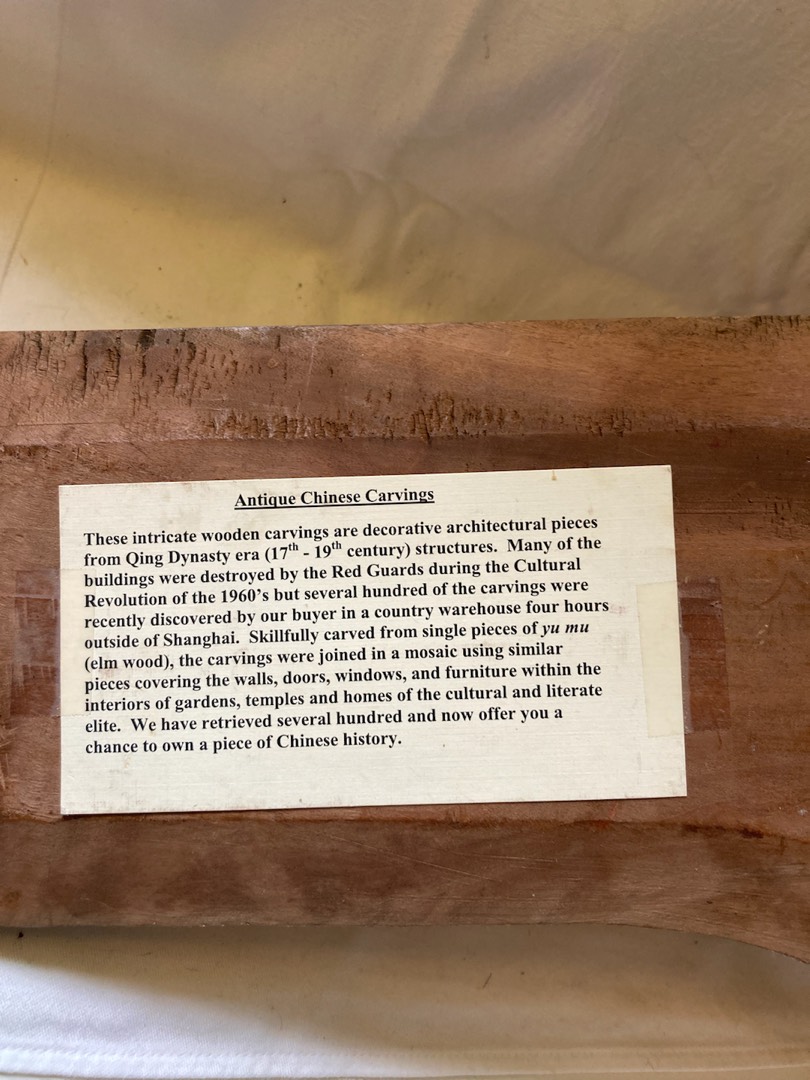 Antique Chinese Carvings
These intricate wooden carvings are decorative architectural pieces
from Qing Dynasty era (17th - 19th century) structures. Many of the
buildings were destroyed by the Red Guards during the Cultural
Revolution of the 1960's but several hundred of the carvings were
recently discovered by our buyer in a country warehouse four hours
outside of Shanghai. Skillfully carved from single pieces of yu mu
(elm wood), the carvings were joined in a mosaic using similar
pieces covering the walls, doors, windows, and furniture within the
interiors of gardens, temples and homes of the cultural and literate
elite. We have retrieved several hundred and now offer you a
chance to own a piece of Chinese history.